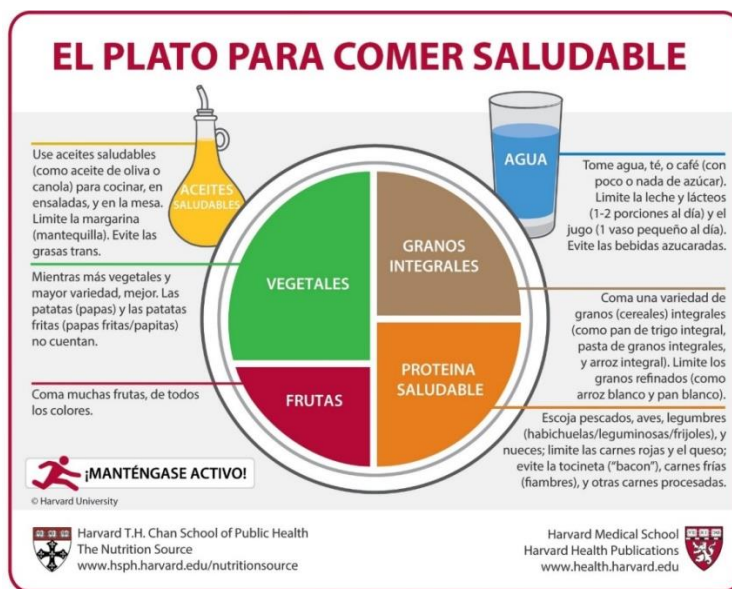 EL PLATO PARA COMER SALUDABLE
Use aceites saludables
(como aceite de oliva o
canola) para cocinar, en
ensaladas, y en la mesa.
Limite la margarina
(mantequilla). Evite las
grasas trans.
ACEITES
SALUDABLES
AGUA
Tome agua, té, o café (con
poco o nada de azúcar).
Limite la leche y lácteos
(1-2 porciones al día) y el
jugo (1 vaso pequeño al día).
Evite las bebidas azucaradas.
Mientras más vegetales y
mayor variedad, mejor. Las
patatas (papas) y las patatas
fritas (papas fritas/papitas)
no cuentan.
VEGETALES
GRANOS
INTEGRALES
Coma una variedad de
granos (cereales) integrales
(como pan de trigo integral,
pasta de granos integrales,
y arroz integral). Limite los
granos refinados (como
arroz blanco y pan blanco).
Coma muchas frutas, de todos
los colores.
FRUTAS
PROTEINA
SALUDABLE
Escoja pescados, aves, legumbres
(habichuelas/leguminosas/frijoles), y
nueces; limite las carnes rojas y el queso;
evite la tocineta ("bacon"), carnes frías
(fiambres), y otras carnes procesadas.
¡MANTÉNGASE ACTIVO!
© Harvard University
Harvard T.H. Chan School of Public Health
The Nutrition Source
www.hsph.harvard.edu/nutritionsource
Harvard Medical School
Harvard Health Publications
www.health.harvard.edu